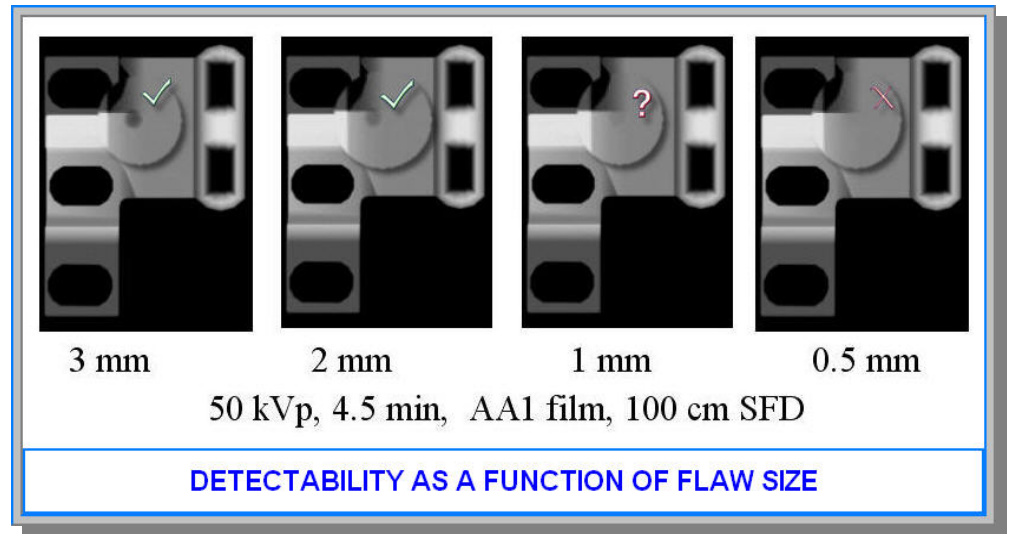 ?
3 mm 2 mm 1 mm 0.5 mm
50 kVp, 4.5 min, AA1 film, 100 cm SFD
DETECTABILITY AS A FUNCTION OF FLAW SIZE